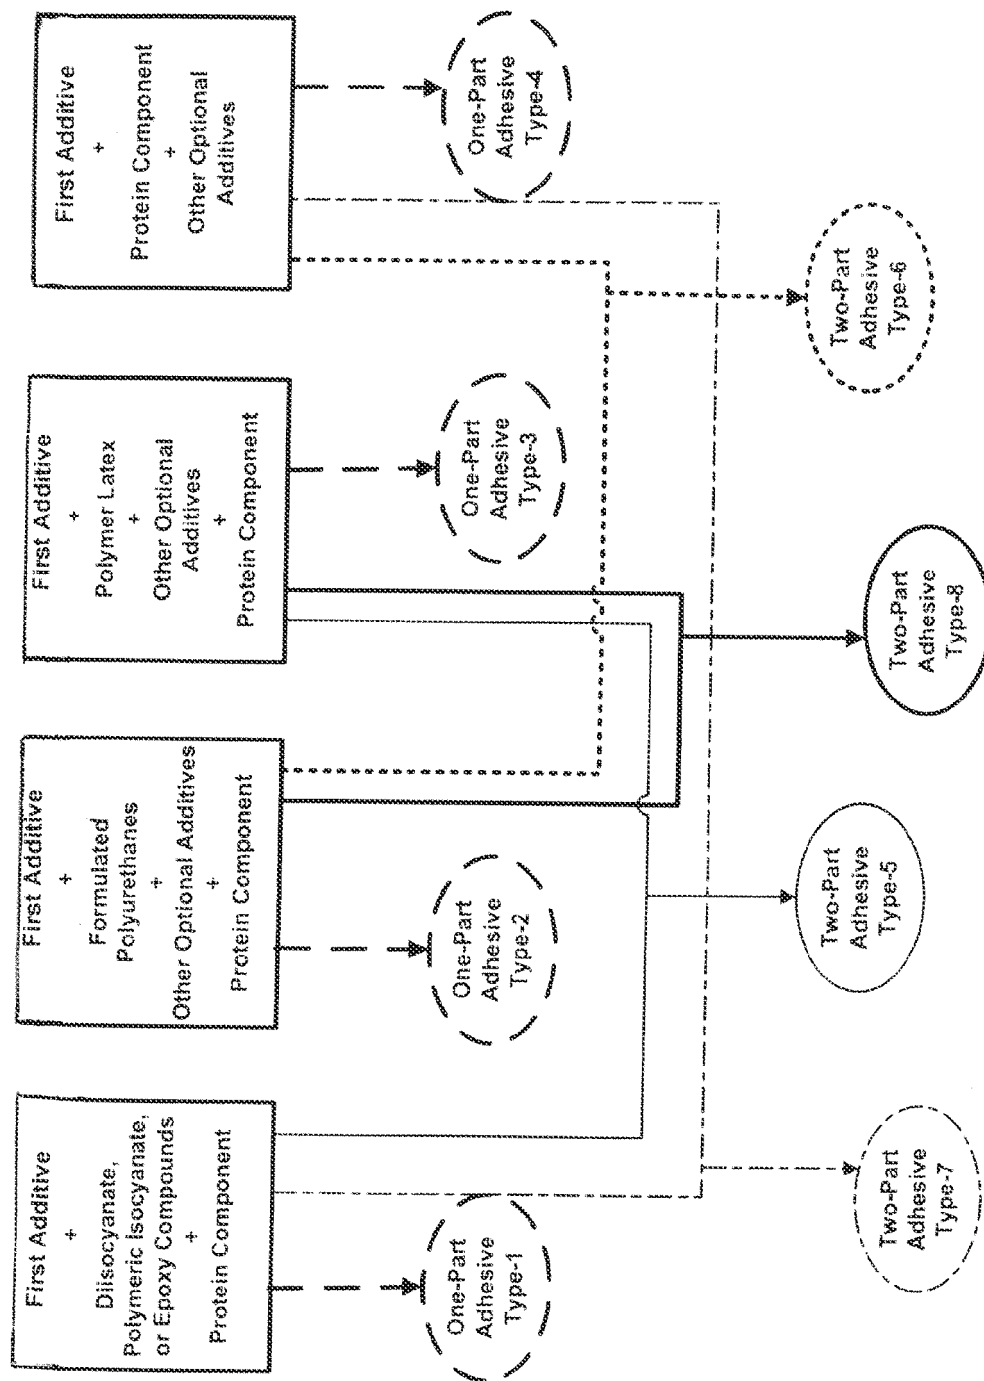 First Additive
+
Diisocyanate,
Polymeric Isocyanate,
or Epoxy Compounds
+
Protein Component
First Additive
+
Formulated
Polyurethanes
+
Other Optional Additives
+
Protein Component
First Additive
+
Polymer Latex
+
Other Optional
Additives
+
Protein Component
First Additive
+
Protein Component
+
Other Optional
Additives
One-Part
Adhesive
Type-1
One-Part
Adhesive
Type-2
One-Part
Adhesive
Type-3
One-Part
Adhesive
Type-4
Two-Part
Adhesive
Type-7
Two-Part
Adhesive
Type-5
Two-Part
Adhesive
Type-8
Two-Part
Adhesive
Type-6